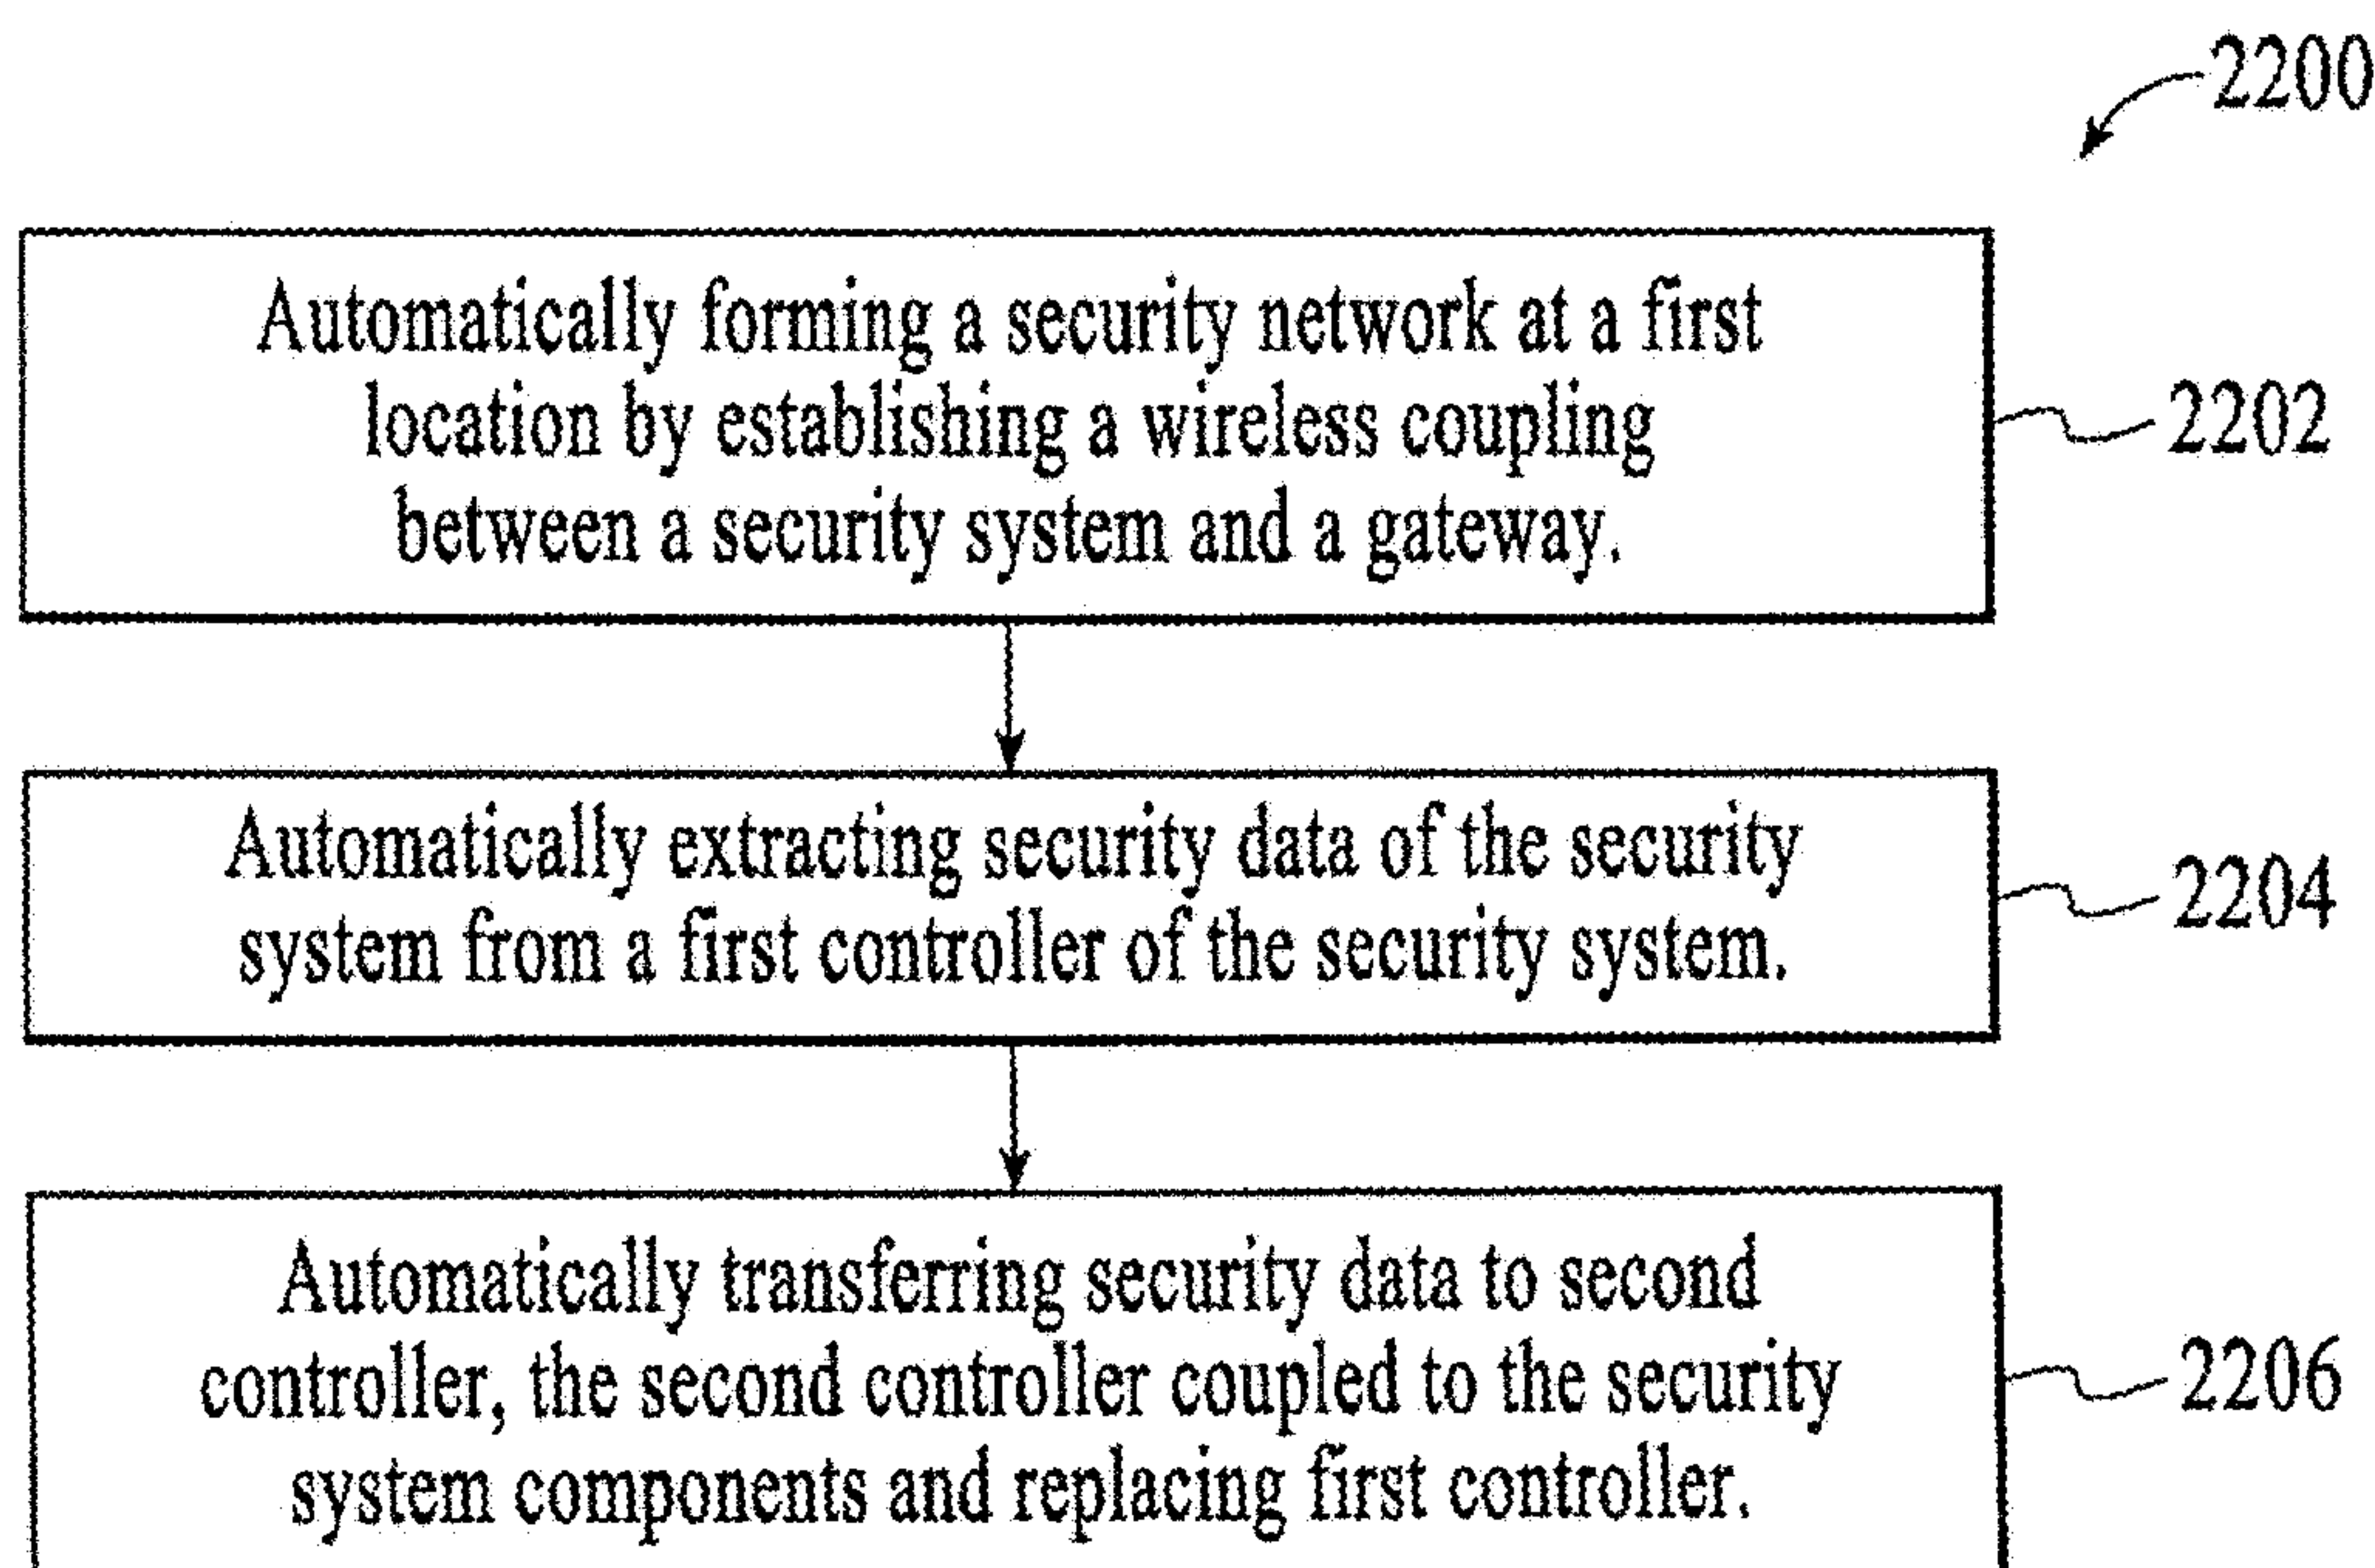 2200
Automatically forming a security network at a first
location by establishing a wireless coupling
between a security system and a gateway.
2202
Automatically extracting security data of the security
system from a first controller of the security system.
2204
Automatically transferring security data to second
controller, the second controller coupled to the security
system components and replacing first controller.
2206